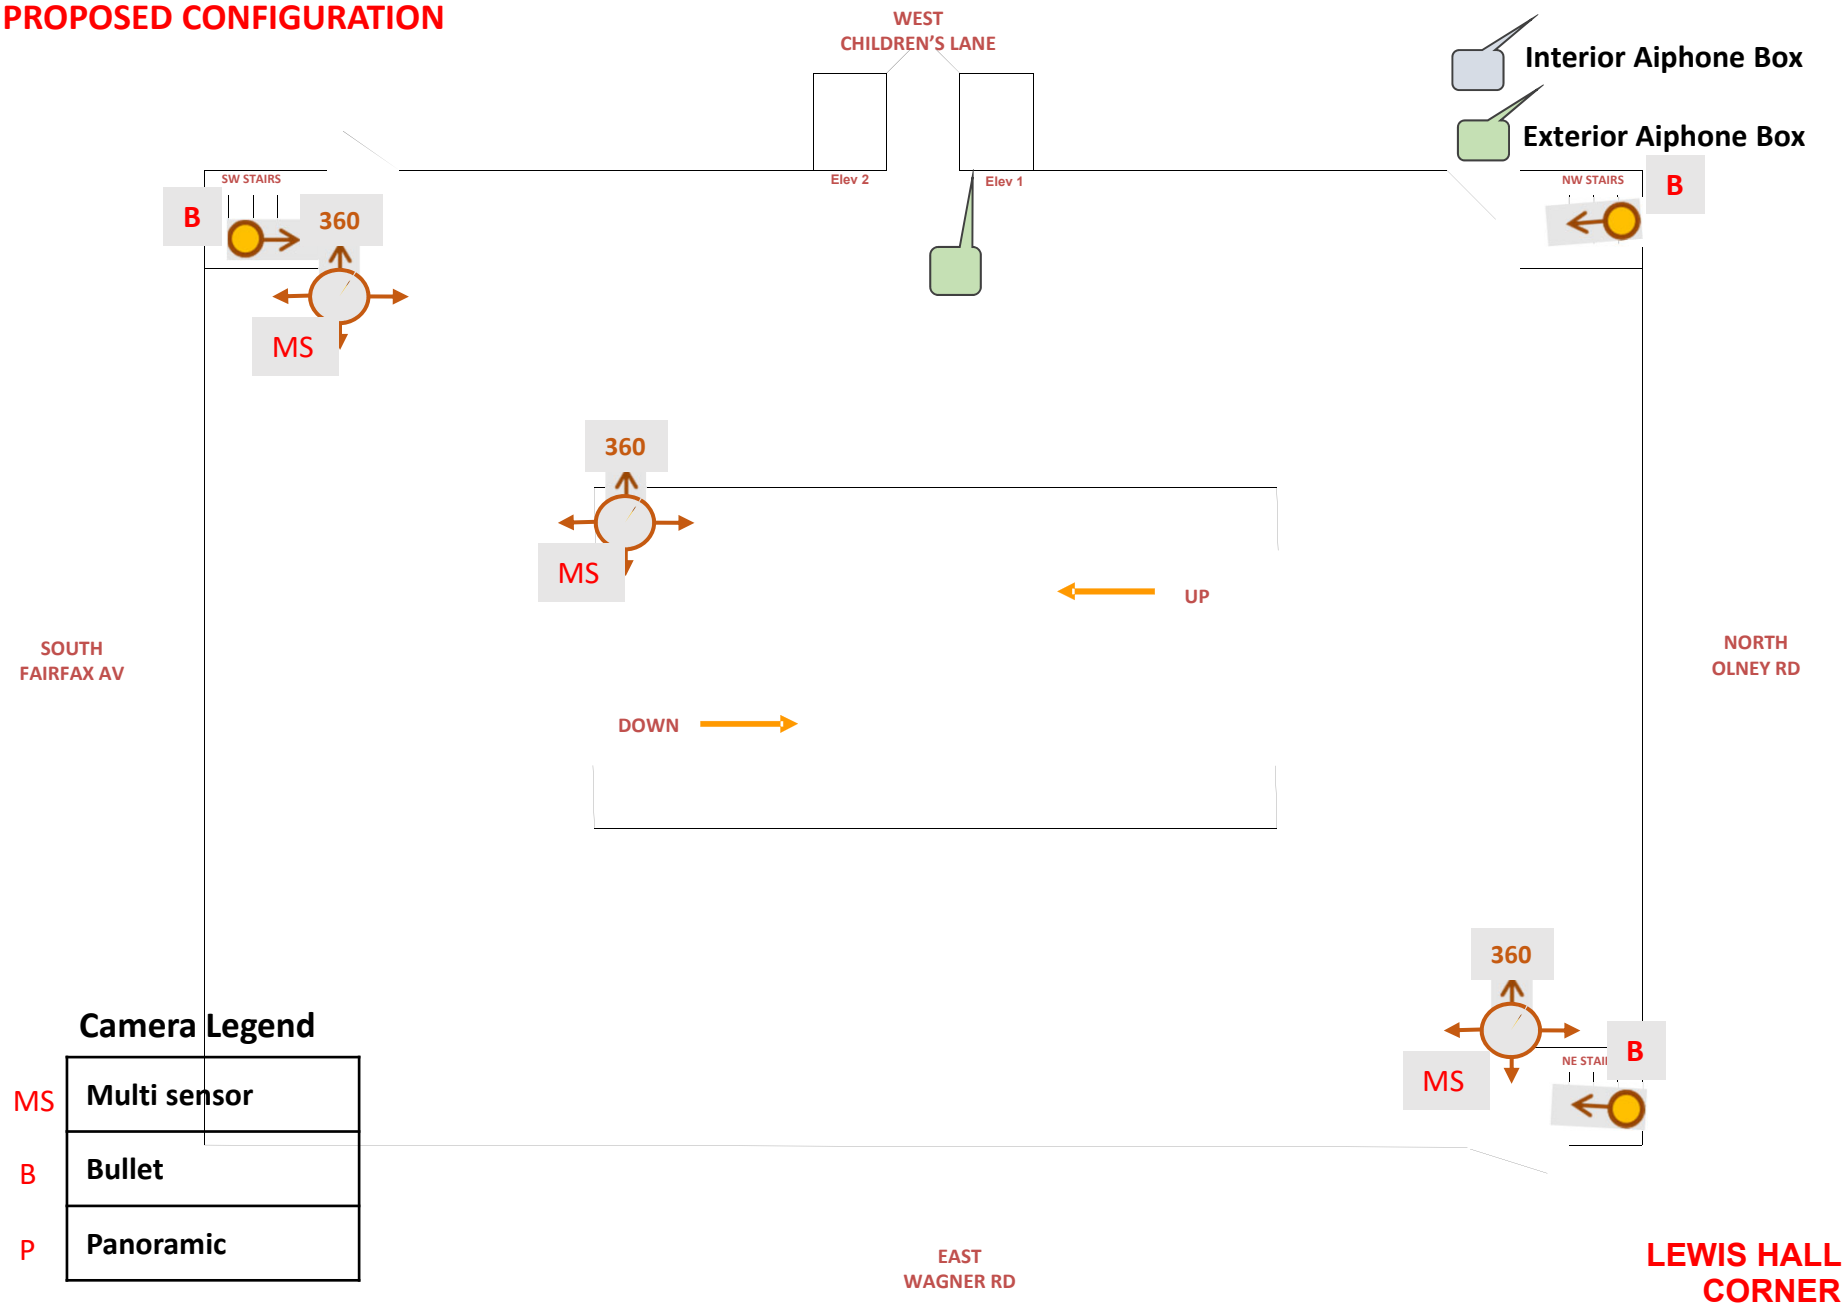 PROPOSED CONFIGURATION
WEST
CHILDREN'S LANE
Interior Aiphone Box
Exterior Aiphone Box
SW STAIRS
Elev 2
Elev 1
NW STAIRS
B
360
B
MS
360
MS
UP
SOUTH
FAIRFAX AV
NORTH
OLNEY RD
DOWN
360
Camera Legend
B
NE STAI
MS
MS Multi sensor
B Bullet
P Panoramic
EAST
WAGNER RD
LEWIS HALL
CORNER